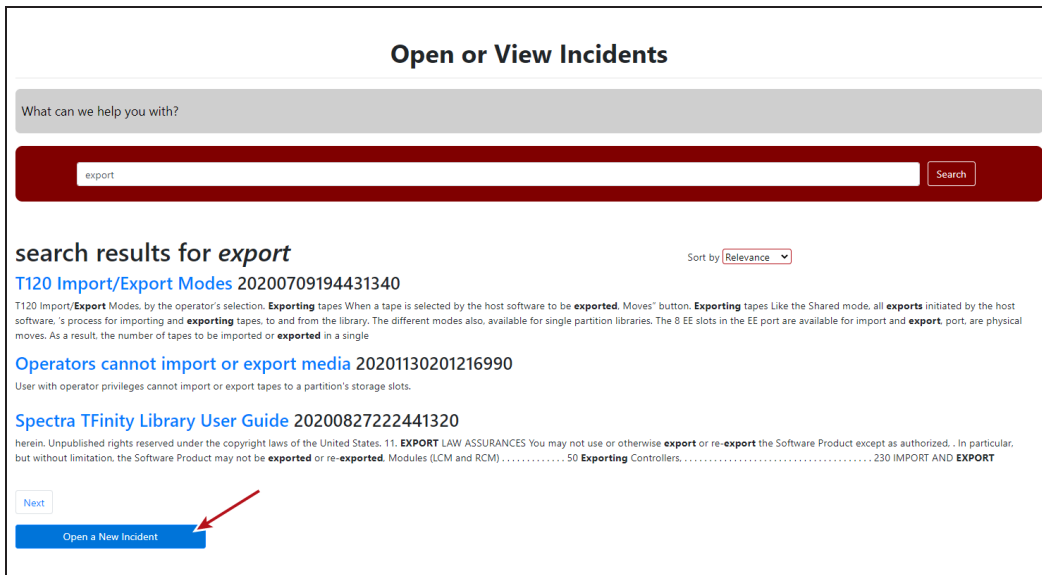 Open or View Incidents
What can we help you with?
export
Search
search results for export
Sort by Relevance
T120 Import/Export Modes 20200709194431340
T120 Import/Export Modes, by the operator's selection. Exporting tapes When a tape is selected by the host software to be exported, Moves" button. Exporting tapes Like the Shared mode, all exports initiated by the host
software, 's process for importing and exporting tapes, to and from the library. The different modes also, available for single partition libraries. The 8 EE slots in the EE port are available for import and export, port, are physical
moves. As a result, the number of tapes to be imported or exported in a single
Operators cannot import or export media 20201130201216990
User with operator privileges cannot import or export tapes to a partition's storage slots.
Spectra TFinity Library User Guide 20200827222441320
herein. Unpublished rights reserved under the copyright laws of the United States. 11. EXPORT LAW ASSURANCES You may not use or otherwise export or re-export the Software Product except as authorized, . In particular,
but without limitation, the Software Product may not be exported or re-exported, Modules (LCM and RCM) . . . . . . . . . . . . 50 Exporting Controllers, . . . . . . . . . . . . . . . . . . . . . . . . . . . . . . . . . . . . . 230 IMPORT AND EXPORT
Next
Open a New Incident